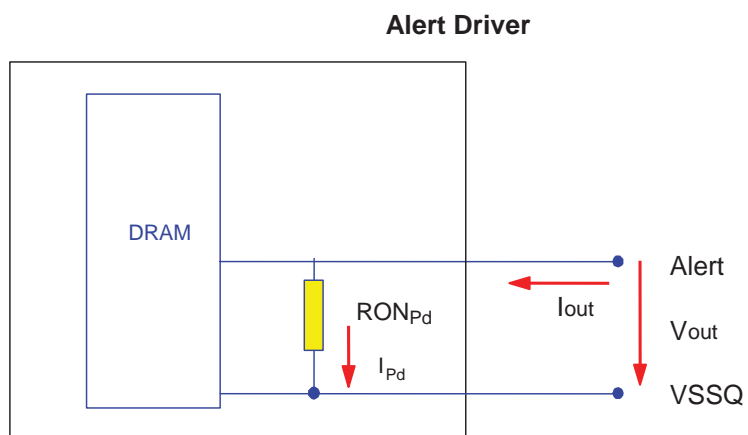 Alert Driver
DRAM
Alert
Iout
RONPd
Vout
IPd
VSSQ